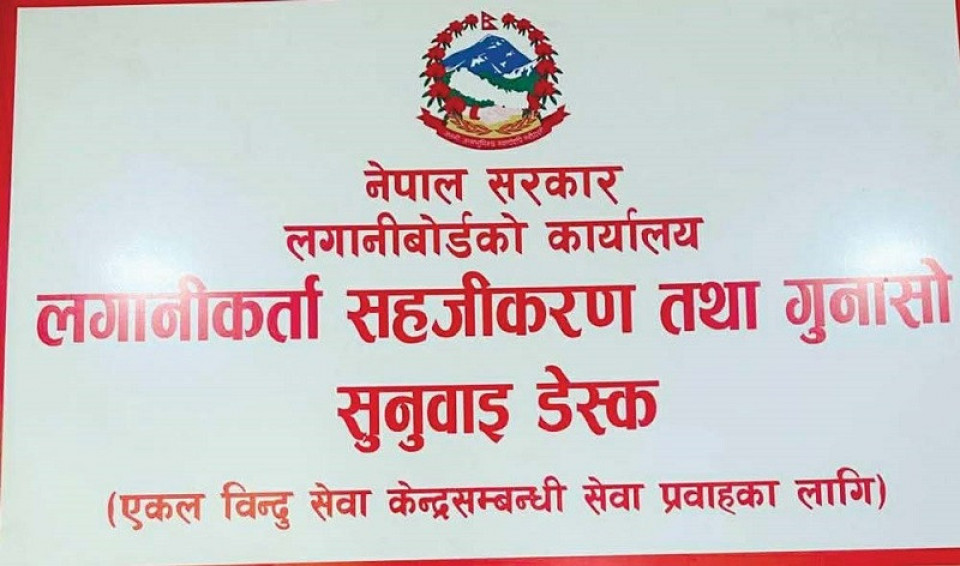 नेपाल सरकार
लगानीबोर्डको कार्यालय
लगानीकर्ता सहजीकरण तथा गुनासो
सुनुवाइ डेस्क
(एकल विन्दु सेवा केन्द्रसम्बन्धी सेवा प्रवाहका लागि)